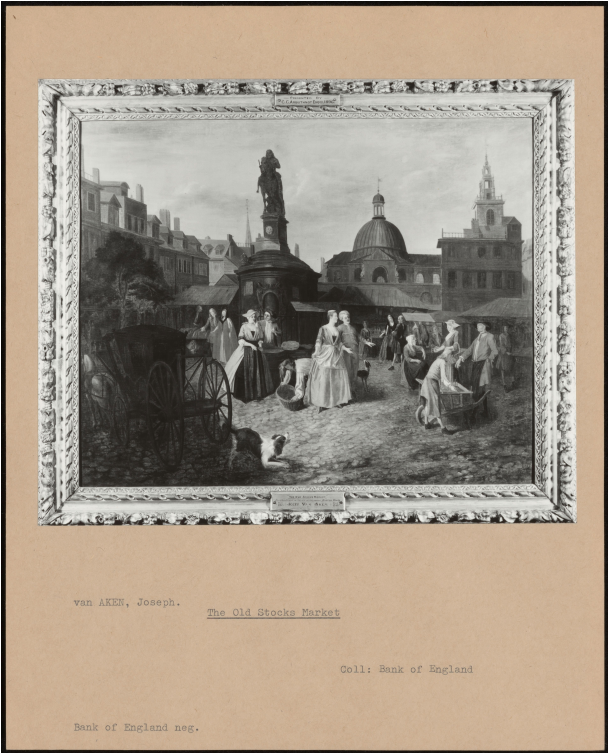 van AKEN, Joseph.
The Old Stocks Market
Coll: Bank of England
Bank of England neg.